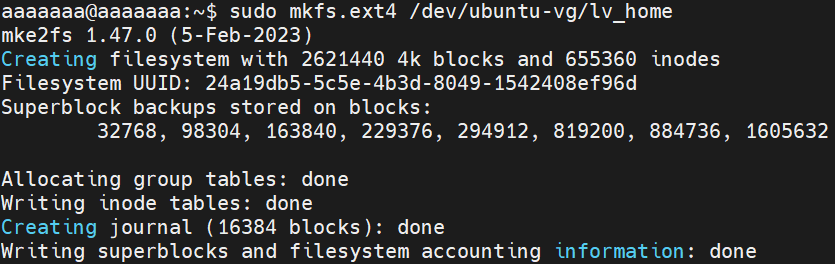 aaaaaaa@aaaaaaa:~$ sudo mkfs.ext4 /dev/ubuntu-vg/lv_home
mke2fs 1.47.0 (5-Feb-2023)
Creating filesystem with 2621440 4k blocks and 655360 inodes
Filesystem UUID: 24a19db5-5c5e-4b3d-8049-1542408ef96d
Superblock backups stored on blocks:
        32768, 98304, 163840, 229376, 294912, 819200, 884736, 1605632

Allocating group tables: done
Writing inode tables: done
Creating journal (16384 blocks): done
Writing superblocks and filesystem accounting information: done